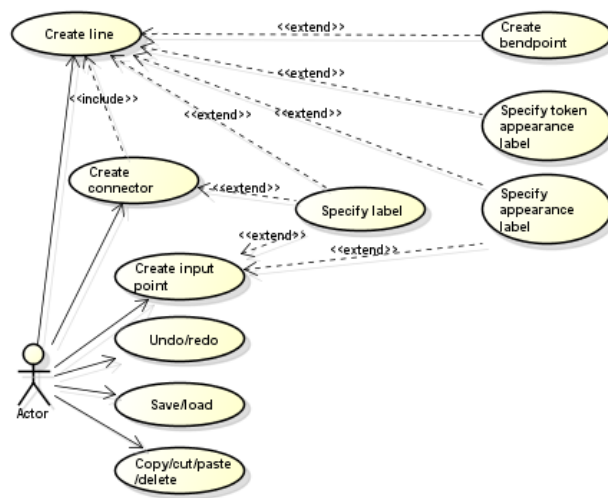 Create line
<<extend>>
Create
bendpoint
<<extend>>
<<include>>
<<extend>>
<<extend>>
Specify token
appearance
label
Create
connector
<<extend>>
Specify label
Specify
appearance
label
<<extend>>
<<extend>>
Create input
point
Undo/redo
Save/load
Actor
Copy/cut/paste
/delete